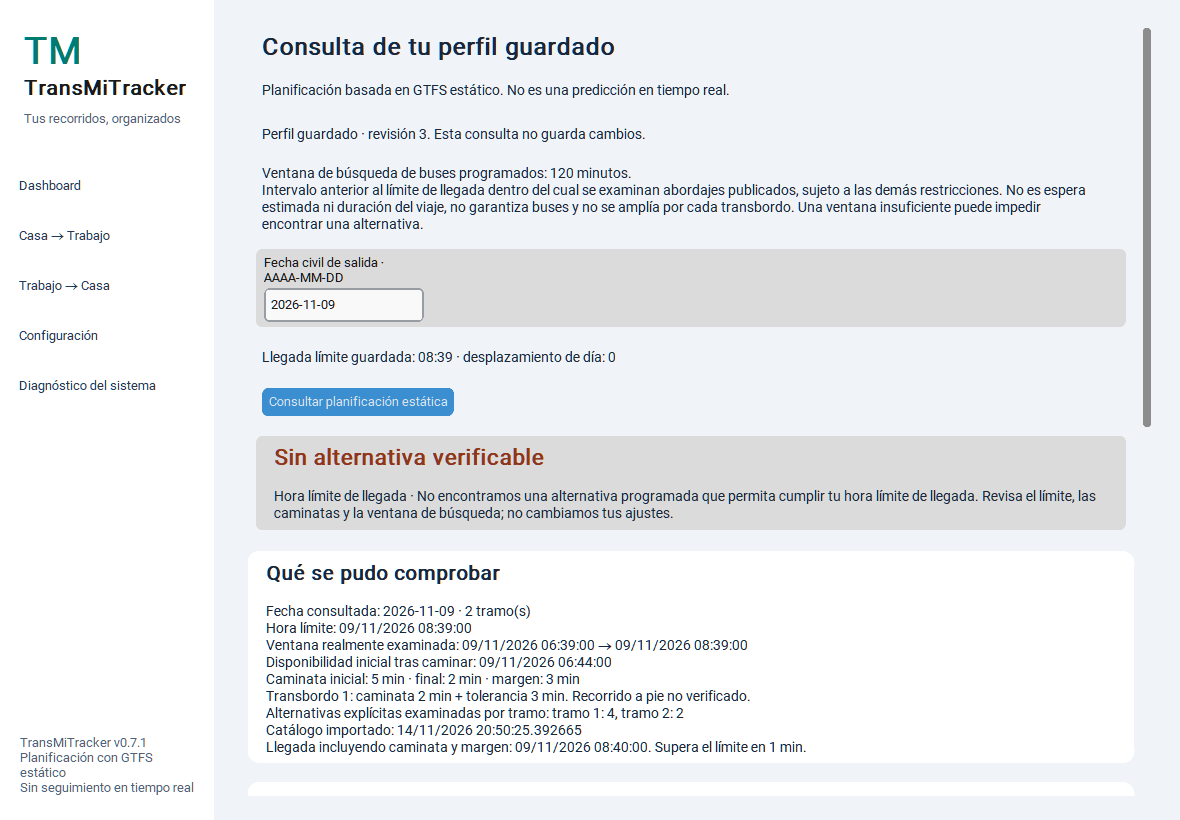 TM
TransMiTracker
Tus recorridos, organizados
Dashboard
Casa → Trabajo
Trabajo → Casa
Configuración
Diagnóstico del sistema
TransMiTracker v0.7.1
Planificación con GTFS
estático
Sin seguimiento en tiempo real
Consulta de tu perfil guardado
Planificación basada en GTFS estático. No es una predicción en tiempo real.
Perfil guardado · revisión 3. Esta consulta no guarda cambios.
Ventana de búsqueda de buses programados: 120 minutos.
Intervalo anterior al límite de llegada dentro del cual se examinan abordajes publicados, sujeto a las demás restricciones. No es espera
estimada ni duración del viaje, no garantiza buses y no se amplía por cada transbordo. Una ventana insuficiente puede impedir
encontrar una alternativa.
Fecha civil de salida ·
AAAA-MM-DD
2026-11-09
Llegada límite guardada: 08:39 · desplazamiento de día: 0
Consultar planificación estática
Sin alternativa verificable
Hora límite de llegada · No encontramos una alternativa programada que permita cumplir tu hora límite de llegada. Revisa el límite, las
caminatas y la ventana de búsqueda; no cambiamos tus ajustes.
Qué se pudo comprobar
Fecha consultada: 2026-11-09 · 2 tramo(s)
Hora límite: 09/11/2026 08:39:00
Ventana realmente examinada: 09/11/2026 06:39:00 → 09/11/2026 08:39:00
Disponibilidad inicial tras caminar: 09/11/2026 06:44:00
Caminata inicial: 5 min · final: 2 min · margen: 3 min
Transbordo 1: caminata 2 min + tolerancia 3 min. Recorrido a pie no verificado.
Alternativas explícitas examinadas por tramo: tramo 1: 4, tramo 2: 2
Catálogo importado: 14/11/2026 20:50:25.392665
Llegada incluyendo caminata y margen: 09/11/2026 08:40:00. Supera el límite en 1 min.